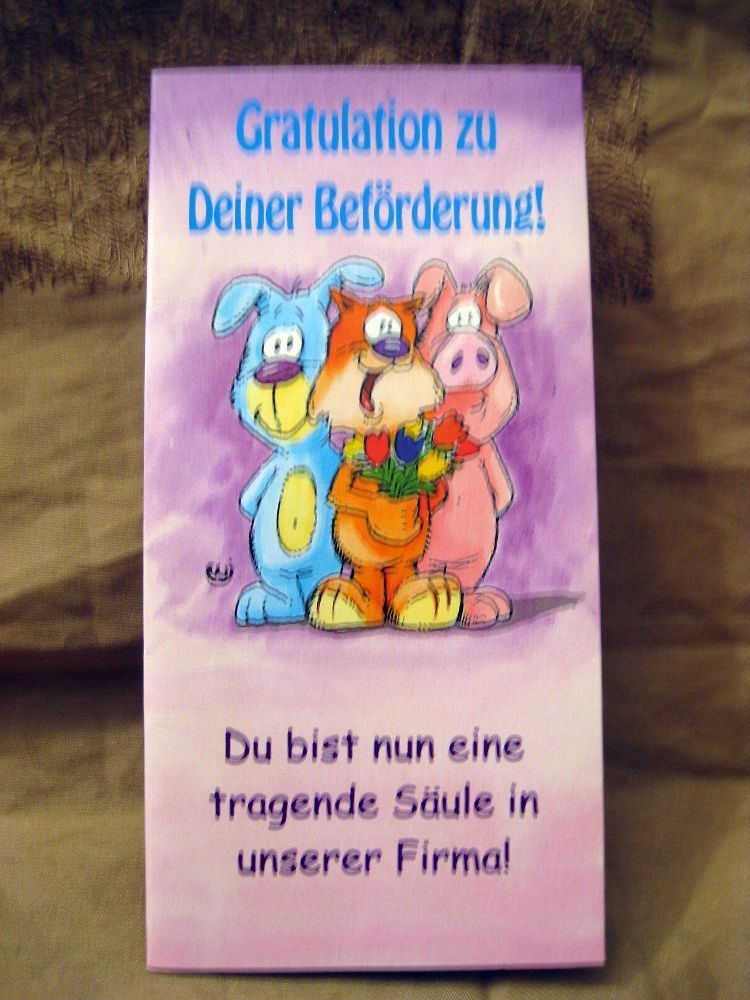 Gratulation zu
Deiner Beförderung!
Du bist nun eine
tragende Säule in
unserer Firma!